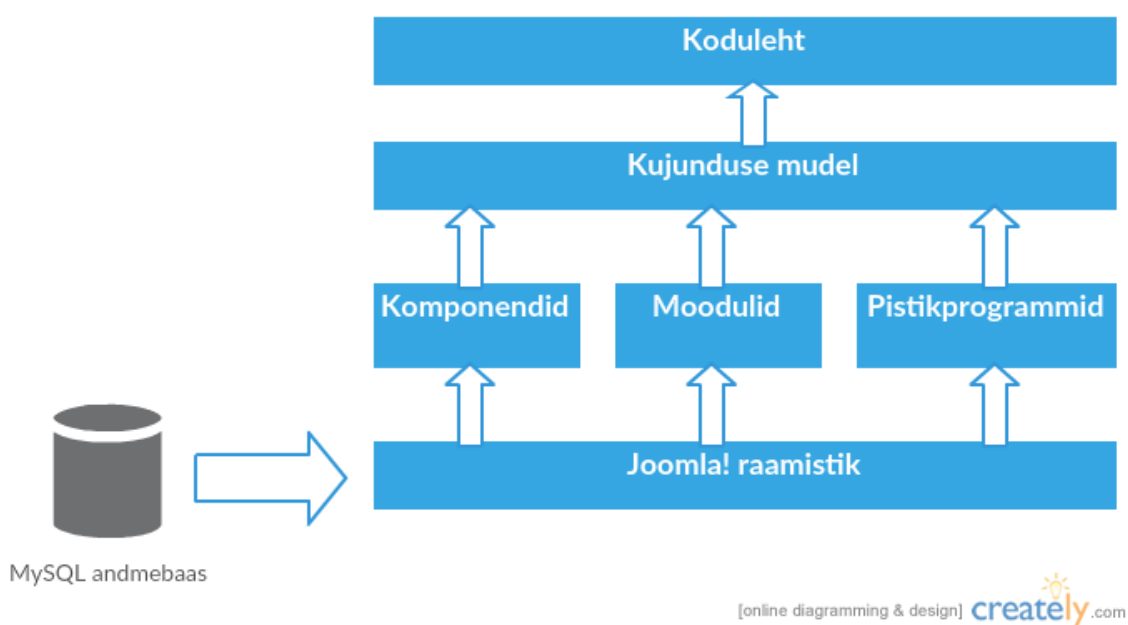 Koduleht
Kujunduse mudel
Komponendid
Moodulid
Pistikprogrammid
Joomla! raamistik
MySQL andmebaas
[online diagramming & design] creately.com